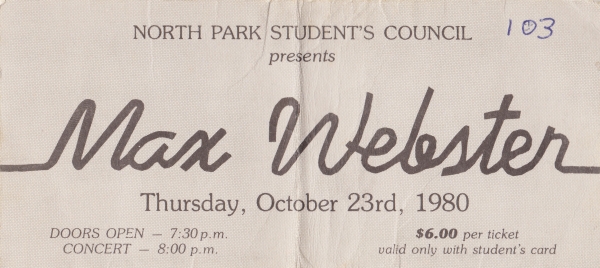 NORTH PARK STUDENT'S COUNCIL
103
presents
Max Webster
Thursday, October 23rd, 1980
DOORS OPEN — 7:30 p.m.
CONCERT — 8:00 p.m.
$6.00 per ticket
valid only with student's card